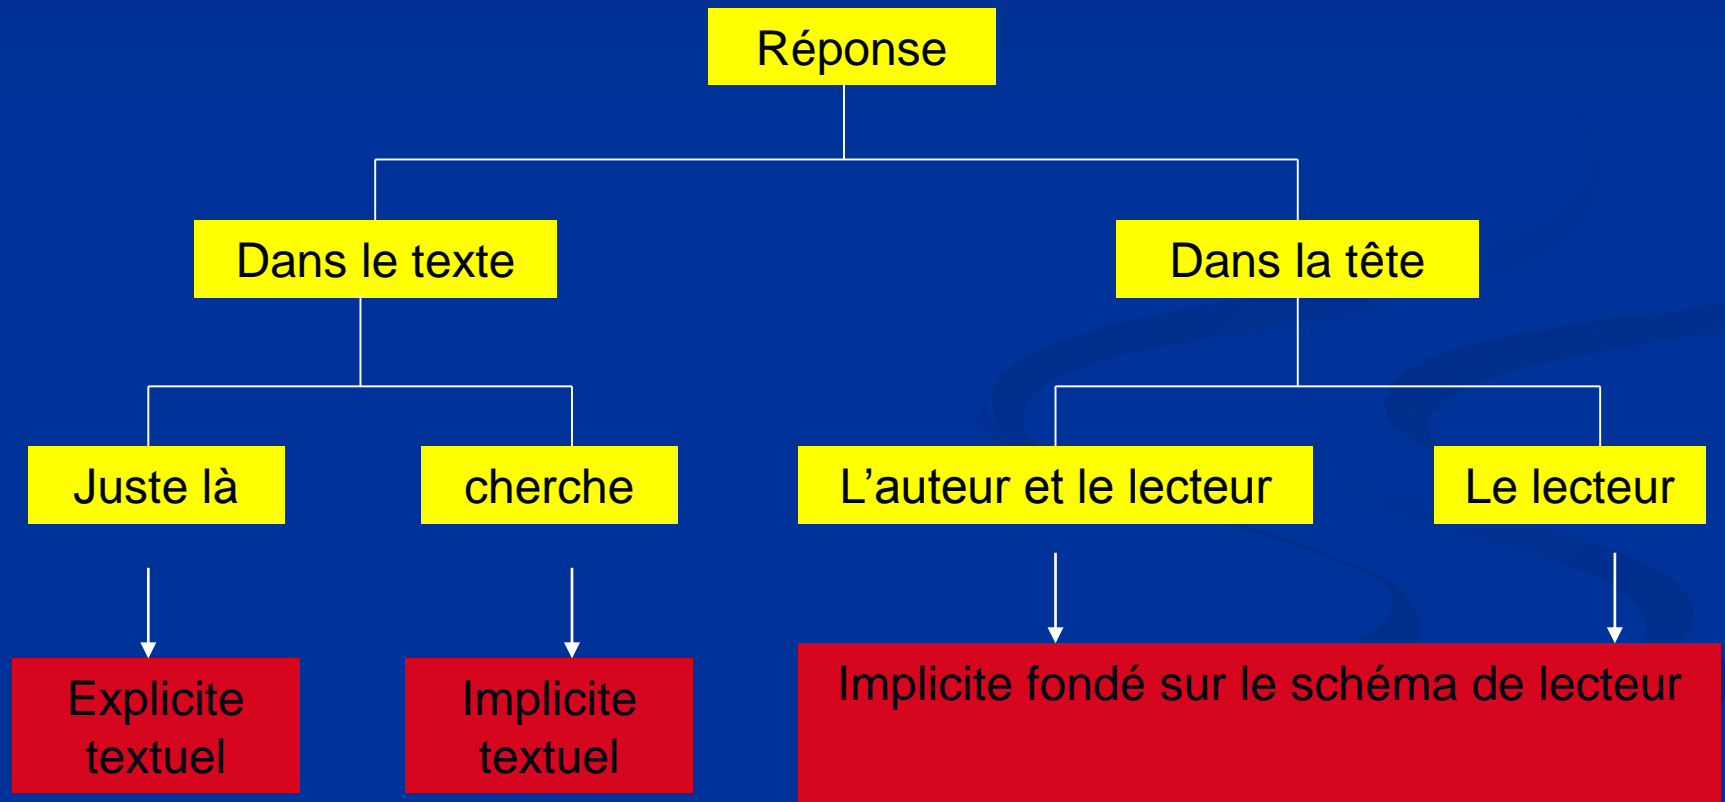 Réponse
Dans le texte
Dans la tête
Juste là
cherche
L'auteur et le lecteur
Le lecteur
Explicite
textuel
Implicite
textuel
Implicite fondé sur le schéma de lecteur